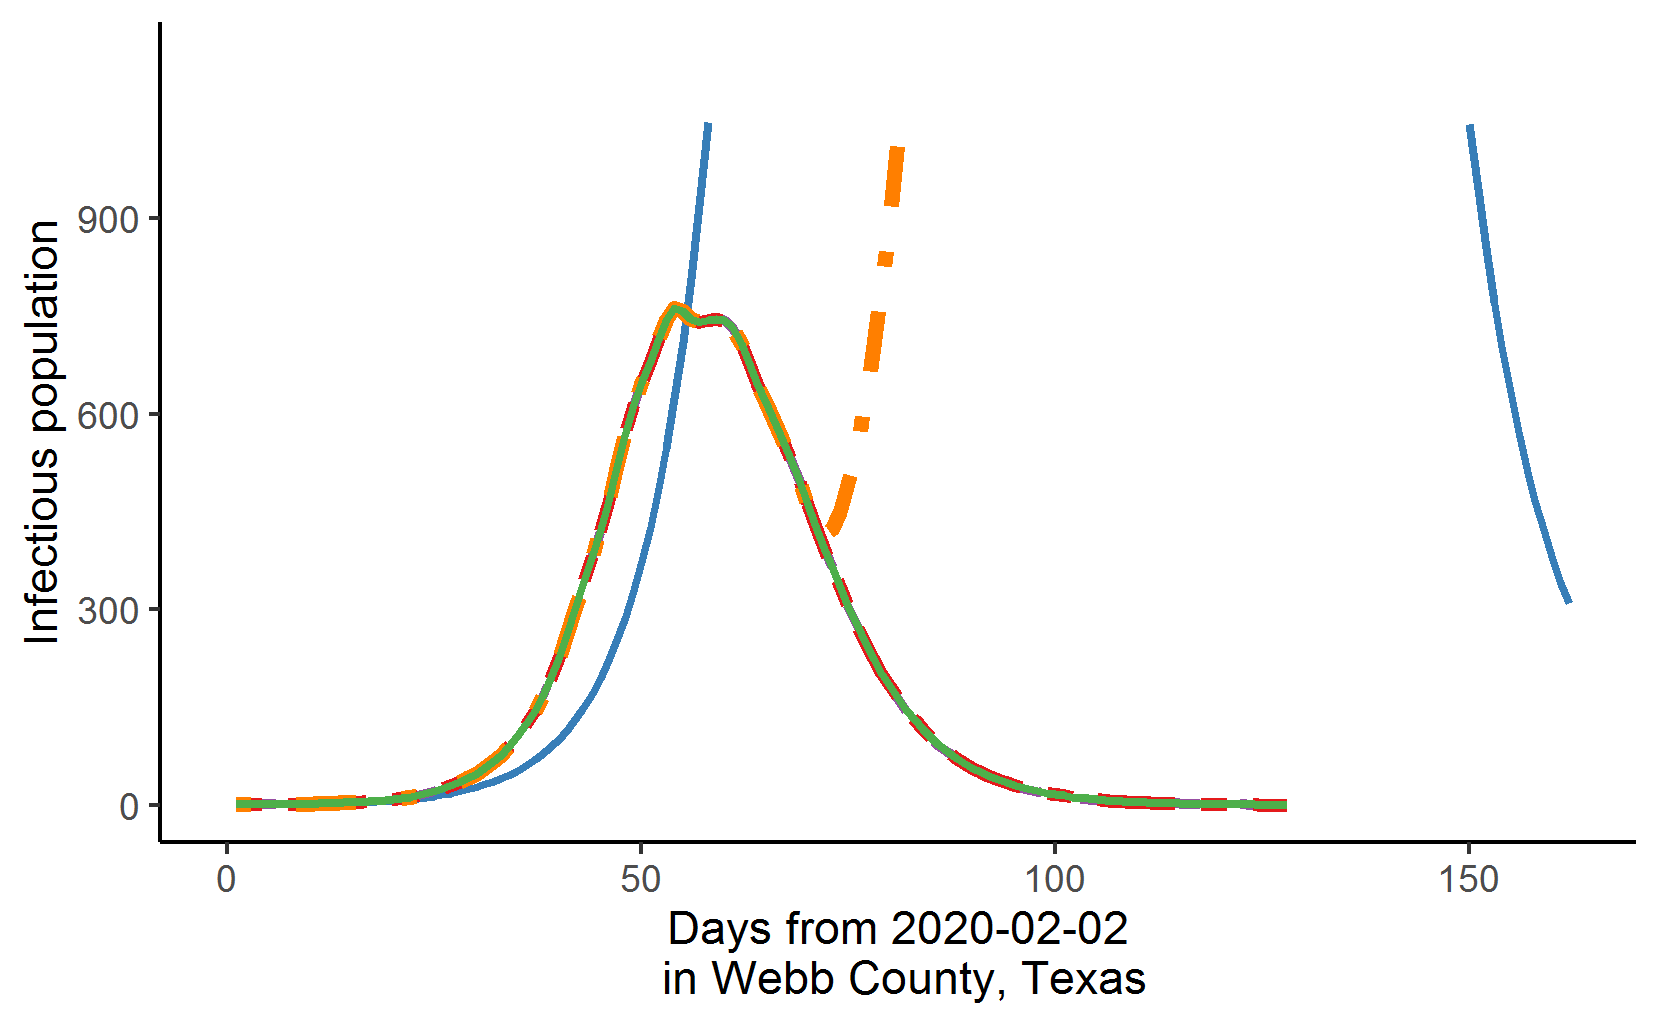 Infectious population
900
600
300
0
0 50 100 150
Days from 2020-02-02
in Webb County, Texas